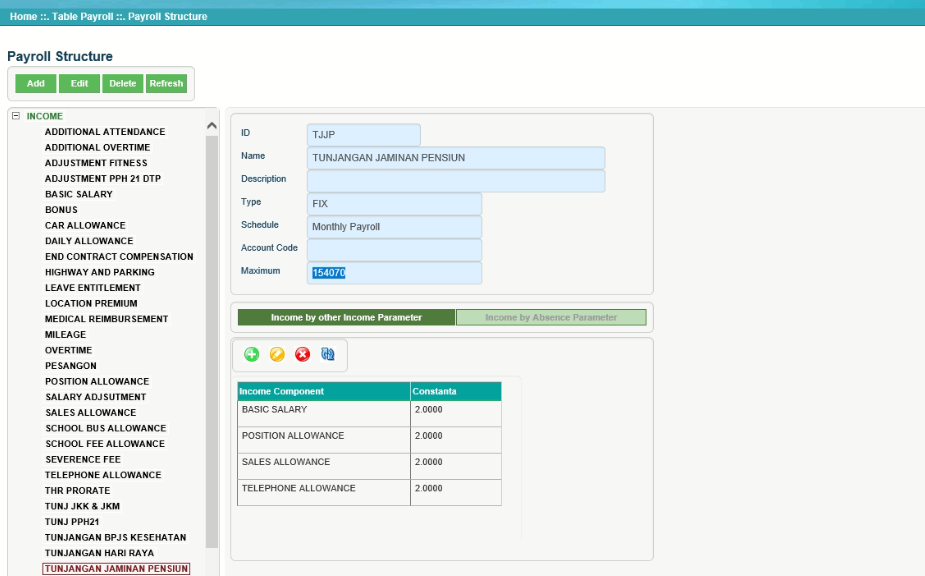 Home ::. Table Payroll ::. Payroll Structure
Payroll Structure
Add Edit Delete Refresh
INCOME
ADDITIONAL ATTENDANCE
ADDITIONAL OVERTIME
ADJUSTMENT FITNESS
ADJUSTMENT PPH 21 DTP
BASIC SALARY
BONUS
CAR ALLOWANCE
DAILY ALLOWANCE
END CONTRACT COMPENSATION
HIGHWAY AND PARKING
LEAVE ENTITLEMENT
LOCATION PREMIUM
MEDICAL REIMBURSEMENT
MILEAGE
OVERTIME
PESANGON
POSITION ALLOWANCE
SALARY ADJSUTMENT
SALES ALLOWANCE
SCHOOL BUS ALLOWANCE
SCHOOL FEE ALLOWANCE
SEVERENCE FEE
TELEPHONE ALLOWANCE
THR PRORATE
TUNJ JKK & JKM
TUNJ PPH21
TUNJANGAN BPJS KESEHATAN
TUNJANGAN HARI RAYA
TUNJANGAN JAMINAN PENSIUN
ID TJJP
Name TUNJANGAN JAMINAN PENSIUN
Description
Type FIX
Schedule Monthly Payroll
Account Code
Maximum 154070
Income by other Income Parameter Income by Absence Parameter
Income Component Constanta
BASIC SALARY 2.0000
POSITION ALLOWANCE 2.0000
SALES ALLOWANCE 2.0000
TELEPHONE ALLOWANCE 2.0000